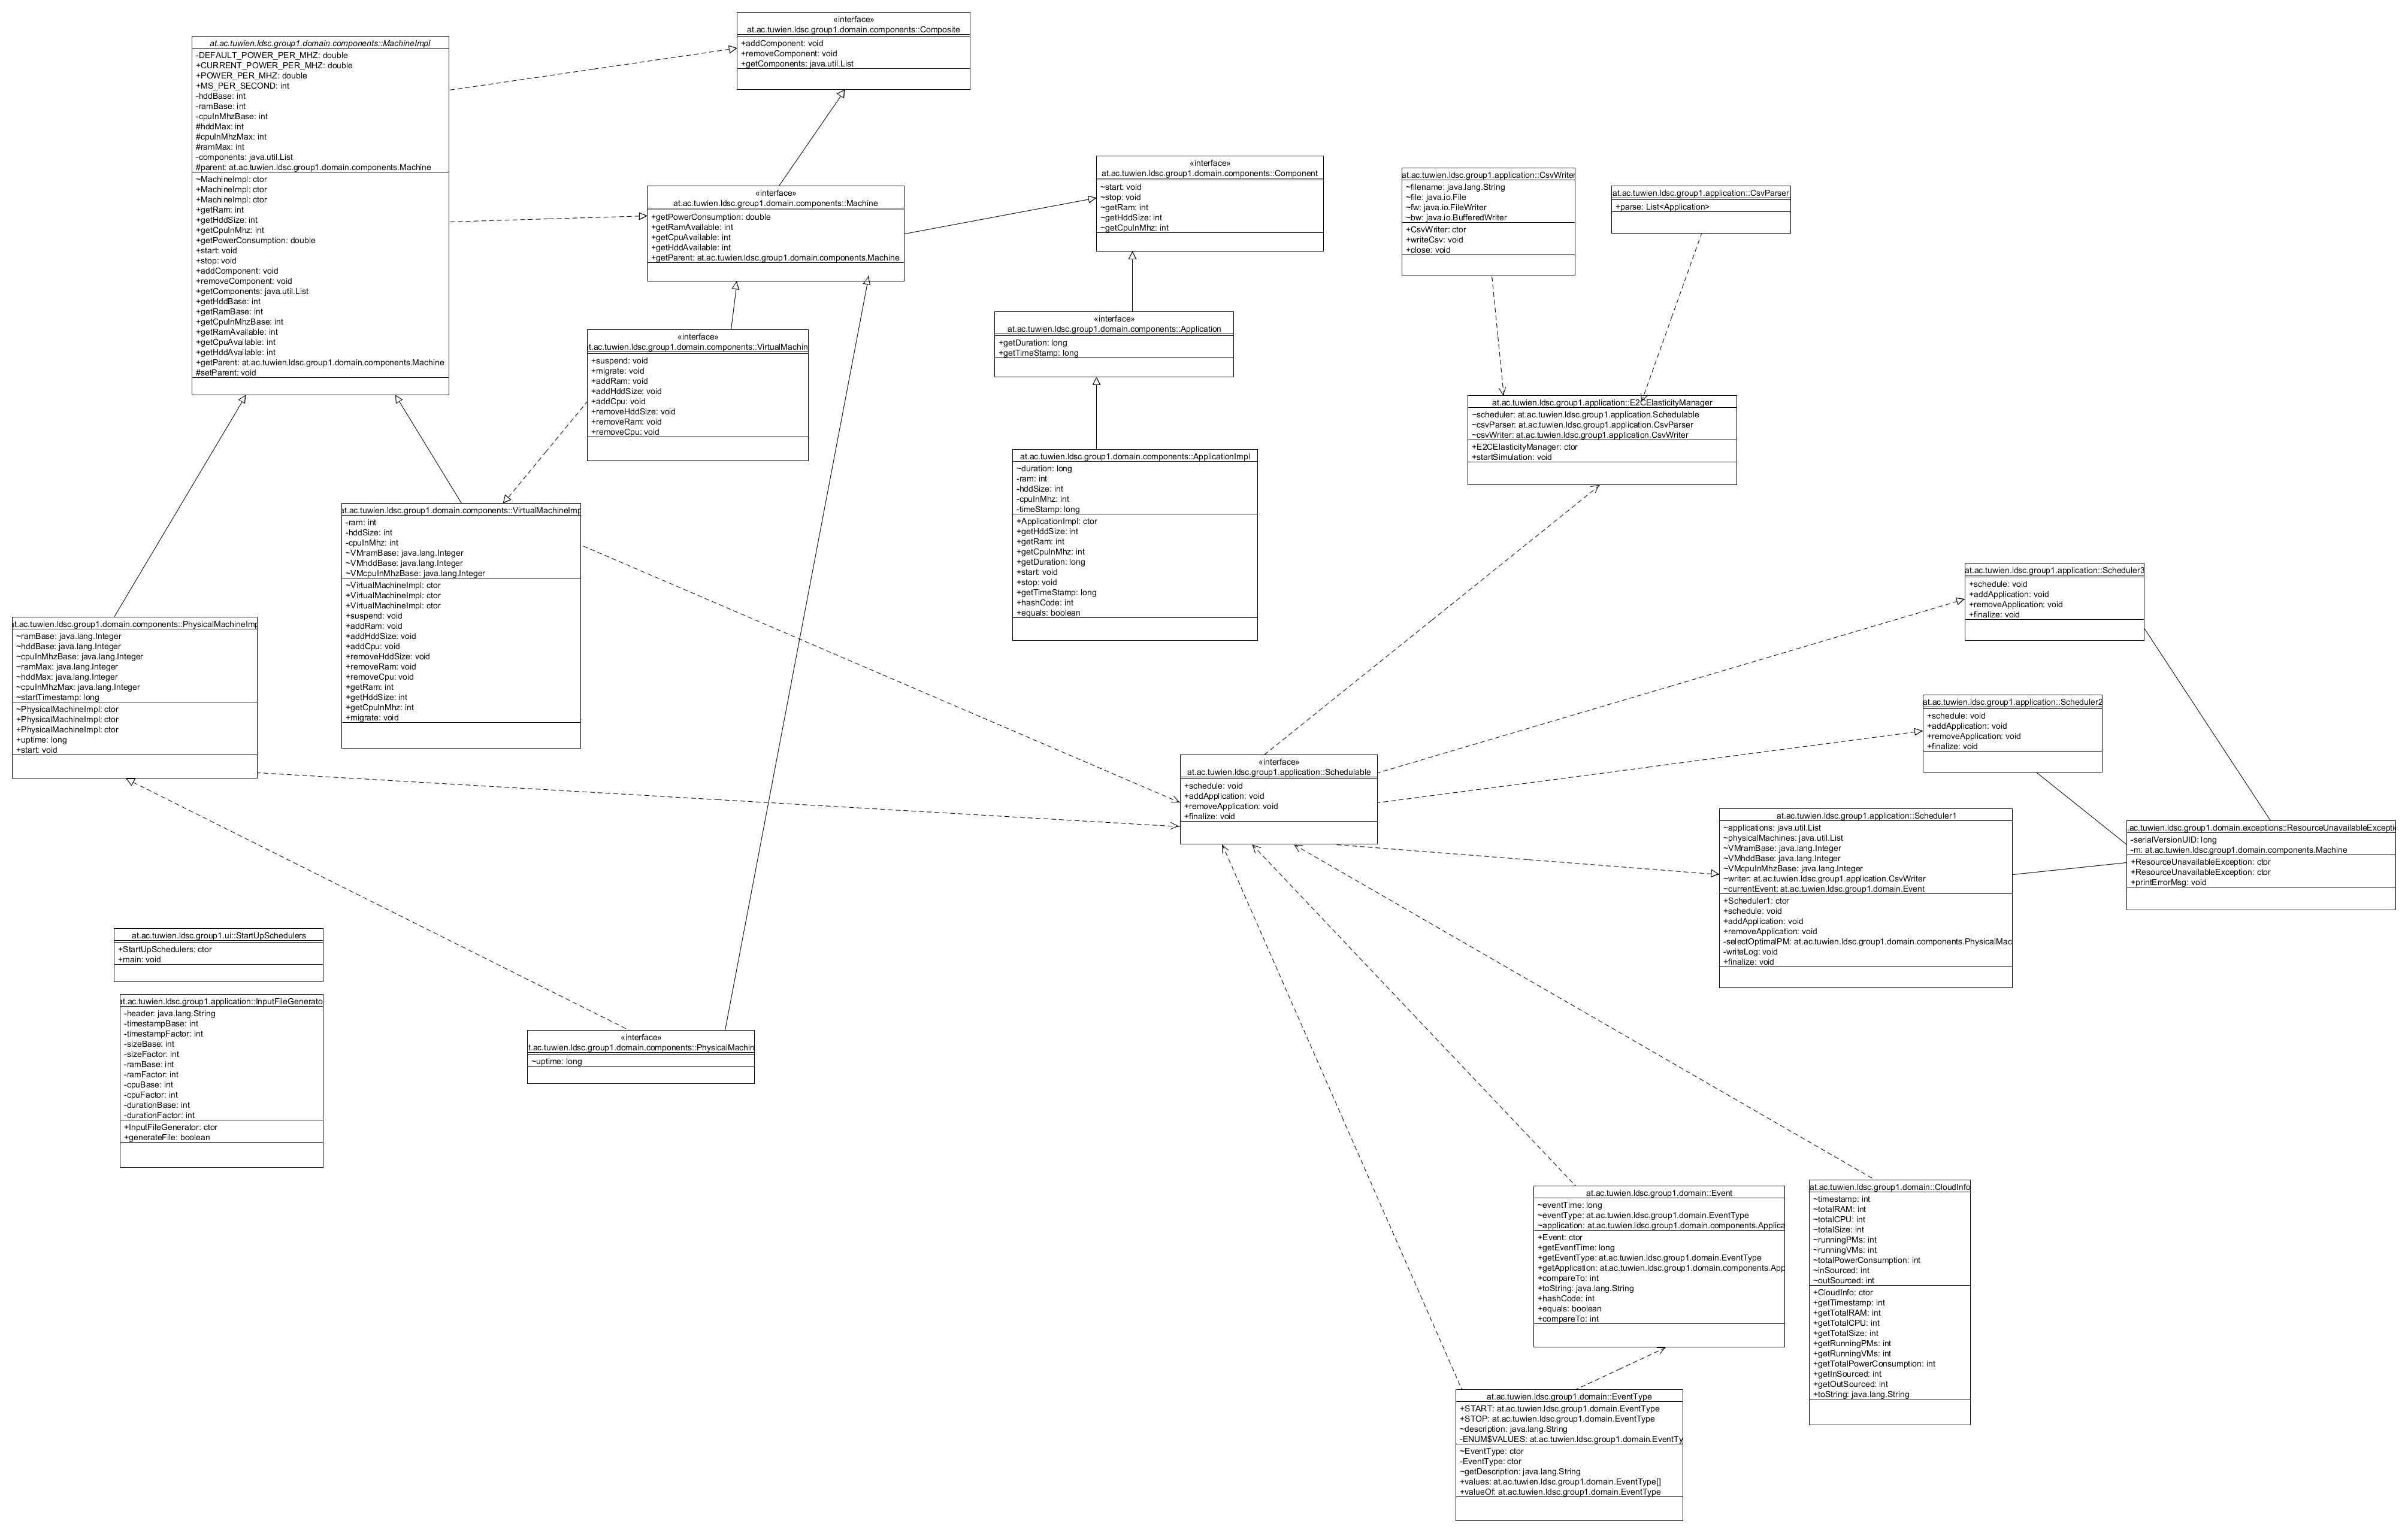 at.ac.tuwien.ldsc.group1.domain.components::MachineImpl
-DEFAULT_POWER_PER_MHZ: double
+CURRENT_POWER_PER_MHZ: double
+POWER_PER_MHZ: double
+MS_PER_SECOND: int
-hddBase: int
-ramBase: int
-cpuInMhzBase: int
#hddMax: int
#cpuInMhzMax: int
#ramMax: int
-components: java.util.List
#parent: at.ac.tuwien.ldsc.group1.domain.components.Machine
~MachineImpl: ctor
+MachineImpl: ctor
+MachineImpl: ctor
+getRam: int
+getHddSize: int
+getCpuInMhz: int
+getPowerConsumption: double
+start: void
+stop: void
+addComponent: void
+removeComponent: void
+getComponents: java.util.List
+getHddBase: int
+getRamBase: int
+getCpuInMhzBase: int
+getRamAvailable: int
+getCpuAvailable: int
+getHddAvailable: int
+getParent: at.ac.tuwien.ldsc.group1.domain.components.Machine
#setParent: void
«interface»
at.ac.tuwien.ldsc.group1.domain.components::Composite
+addComponent: void
+removeComponent: void
+getComponents: java.util.List
«interface»
at.ac.tuwien.ldsc.group1.domain.components::Machine
+getPowerConsumption: double
+getRamAvailable: int
+getCpuAvailable: int
+getHddAvailable: int
+getParent: at.ac.tuwien.ldsc.group1.domain.components.Machine
«interface»
at.ac.tuwien.ldsc.group1.domain.components::Component
~start: void
~stop: void
~getRam: int
~getHddSize: int
~getCpuInMhz: int
at.ac.tuwien.ldsc.group1.application::CsvWriter
~filename: java.lang.String
~file: java.io.File
~fw: java.io.FileWriter
~bw: java.io.BufferedWriter
+CsvWriter: ctor
+writeCsv: void
+close: void
at.ac.tuwien.ldsc.group1.application::CsvParser
+parse: List<Application>
«interface»
t.ac.tuwien.ldsc.group1.domain.components::VirtualMachin
+suspend: void
+migrate: void
+addRam: void
+addHddSize: void
+addCpu: void
+removeHddSize: void
+removeRam: void
+removeCpu: void
«interface»
at.ac.tuwien.ldsc.group1.domain.components::Application
+getDuration: long
+getTimeStamp: long
at.ac.tuwien.ldsc.group1.application::E2CElasticityManager
~scheduler: at.ac.tuwien.ldsc.group1.application.Schedulable
~csvParser: at.ac.tuwien.ldsc.group1.application.CsvParser
~csvWriter: at.ac.tuwien.ldsc.group1.application.CsvWriter
+E2CElasticityManager: ctor
+startSimulation: void
at.ac.tuwien.ldsc.group1.domain.components::ApplicationImpl
~duration: long
-ram: int
-hddSize: int
-cpuInMhz: int
-timeStamp: long
+ApplicationImpl: ctor
+getHddSize: int
+getRam: int
+getCpuInMhz: int
+getDuration: long
+start: void
+stop: void
+getTimeStamp: long
+hashCode: int
+equals: boolean
at.ac.tuwien.ldsc.group1.domain.components::VirtualMachineImp
-ram: int
-hddSize: int
-cpuInMhz: int
~VMramBase: java.lang.Integer
~VMhddBase: java.lang.Integer
~VMcpuInMhzBase: java.lang.Integer
~VirtualMachineImpl: ctor
+VirtualMachineImpl: ctor
+VirtualMachineImpl: ctor
+suspend: void
+addRam: void
+addHddSize: void
+addCpu: void
+removeHddSize: void
+removeRam: void
+removeCpu: void
+getRam: int
+getHddSize: int
+getCpuInMhz: int
+migrate: void
at.ac.tuwien.ldsc.group1.application::Scheduler3
+schedule: void
+addApplication: void
+removeApplication: void
+finalize: void
t.ac.tuwien.ldsc.group1.domain.components::PhysicalMachineImp
~ramBase: java.lang.Integer
~hddBase: java.lang.Integer
~cpuInMhzBase: java.lang.Integer
~ramMax: java.lang.Integer
~hddMax: java.lang.Integer
~cpuInMhzMax: java.lang.Integer
~startTimestamp: long
~PhysicalMachineImpl: ctor
+PhysicalMachineImpl: ctor
+PhysicalMachineImpl: ctor
+uptime: long
+start: void
at.ac.tuwien.ldsc.group1.application::Scheduler2
+schedule: void
+addApplication: void
+removeApplication: void
+finalize: void
«interface»
at.ac.tuwien.ldsc.group1.application::Schedulable
+schedule: void
+addApplication: void
+removeApplication: void
+finalize: void
at.ac.tuwien.ldsc.group1.application::Scheduler1
~applications: java.util.List
~physicalMachines: java.util.List
~VMramBase: java.lang.Integer
~VMhddBase: java.lang.Integer
~VMcpuInMhzBase: java.lang.Integer
~writer: at.ac.tuwien.ldsc.group1.application.CsvWriter
~currentEvent: at.ac.tuwien.ldsc.group1.domain.Event
+Scheduler1: ctor
+schedule: void
+addApplication: void
+removeApplication: void
-selectOptimalPM: at.ac.tuwien.ldsc.group1.domain.components.PhysicalMac
-writeLog: void
+finalize: void
.ac.tuwien.ldsc.group1.domain.exceptions::ResourceUnavailableExcepti
-serialVersionUID: long
-m: at.ac.tuwien.ldsc.group1.domain.components.Machine
+ResourceUnavailableException: ctor
+ResourceUnavailableException: ctor
+printErrorMsg: void
at.ac.tuwien.ldsc.group1.ui::StartUpSchedulers
+StartUpSchedulers: ctor
+main: void
at.ac.tuwien.ldsc.group1.application::InputFileGenerato
-header: java.lang.String
-timestampBase: int
-timestampFactor: int
-sizeBase: int
-sizeFactor: int
-ramBase: int
-ramFactor: int
-cpuBase: int
-cpuFactor: int
-durationBase: int
-durationFactor: int
+InputFileGenerator: ctor
+generateFile: boolean
«interface»
t.ac.tuwien.ldsc.group1.domain.components::PhysicalMachin
~uptime: long
at.ac.tuwien.ldsc.group1.domain::Event
~eventTime: long
~eventType: at.ac.tuwien.ldsc.group1.domain.EventType
~application: at.ac.tuwien.ldsc.group1.domain.components.Applica
+Event: ctor
+getEventTime: long
+getEventType: at.ac.tuwien.ldsc.group1.domain.EventType
+getApplication: at.ac.tuwien.ldsc.group1.domain.components.App
+compareTo: int
+toString: java.lang.String
+hashCode: int
+equals: boolean
+compareTo: int
at.ac.tuwien.ldsc.group1.domain::CloudInfo
~timestamp: int
~totalRAM: int
~totalCPU: int
~totalSize: int
~runningPMs: int
~runningVMs: int
~totalPowerConsumption: int
~inSourced: int
~outSourced: int
+CloudInfo: ctor
+getTimestamp: int
+getTotalRAM: int
+getTotalCPU: int
+getTotalSize: int
+getRunningPMs: int
+getRunningVMs: int
+getTotalPowerConsumption: int
+getInSourced: int
+getOutSourced: int
+toString: java.lang.String
at.ac.tuwien.ldsc.group1.domain::EventType
+START: at.ac.tuwien.ldsc.group1.domain.EventType
+STOP: at.ac.tuwien.ldsc.group1.domain.EventType
~description: java.lang.String
-ENUM$VALUES: at.ac.tuwien.ldsc.group1.domain.EventTy
~EventType: ctor
-EventType: ctor
~getDescription: java.lang.String
+values: at.ac.tuwien.ldsc.group1.domain.EventType[]
+valueOf: at.ac.tuwien.ldsc.group1.domain.EventType